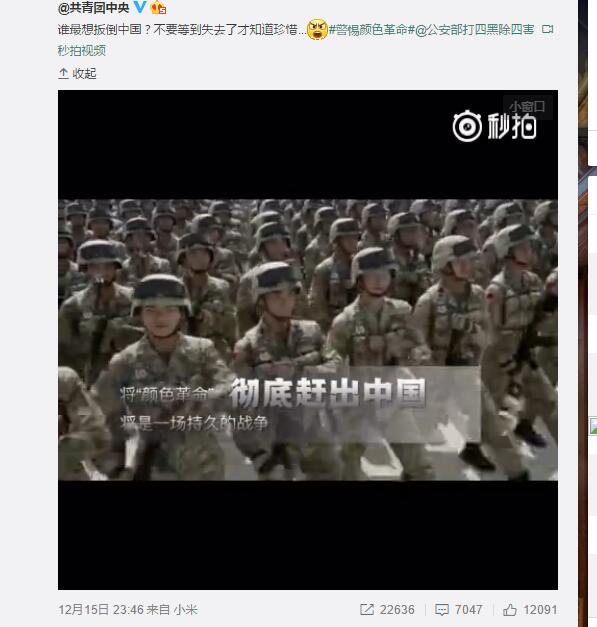 @共青团中央
谁最想扳倒中国？不要等到失去了才知道珍惜...#警惕颜色革命#@公安部打四黑除四害
秒拍视频
收起
小窗口
秒拍
将“颜色革命” 彻底赶出中国
将是一场持久的战争
12月15日 23:46 来自 小米 22636 7047 12091